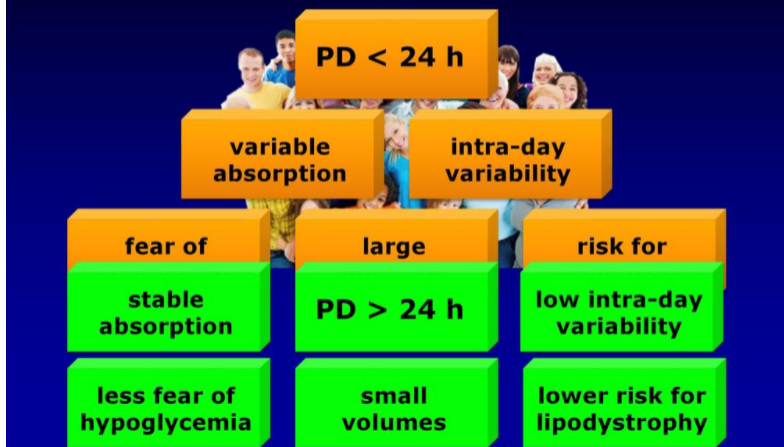 PD < 24 h
variable
absorption
intra-day
variability
fear of
large
risk for
stable
absorption
PD > 24 h
low intra-day
variability
less fear of
hypoglycemia
small
volumes
lower risk for
lipodystrophy